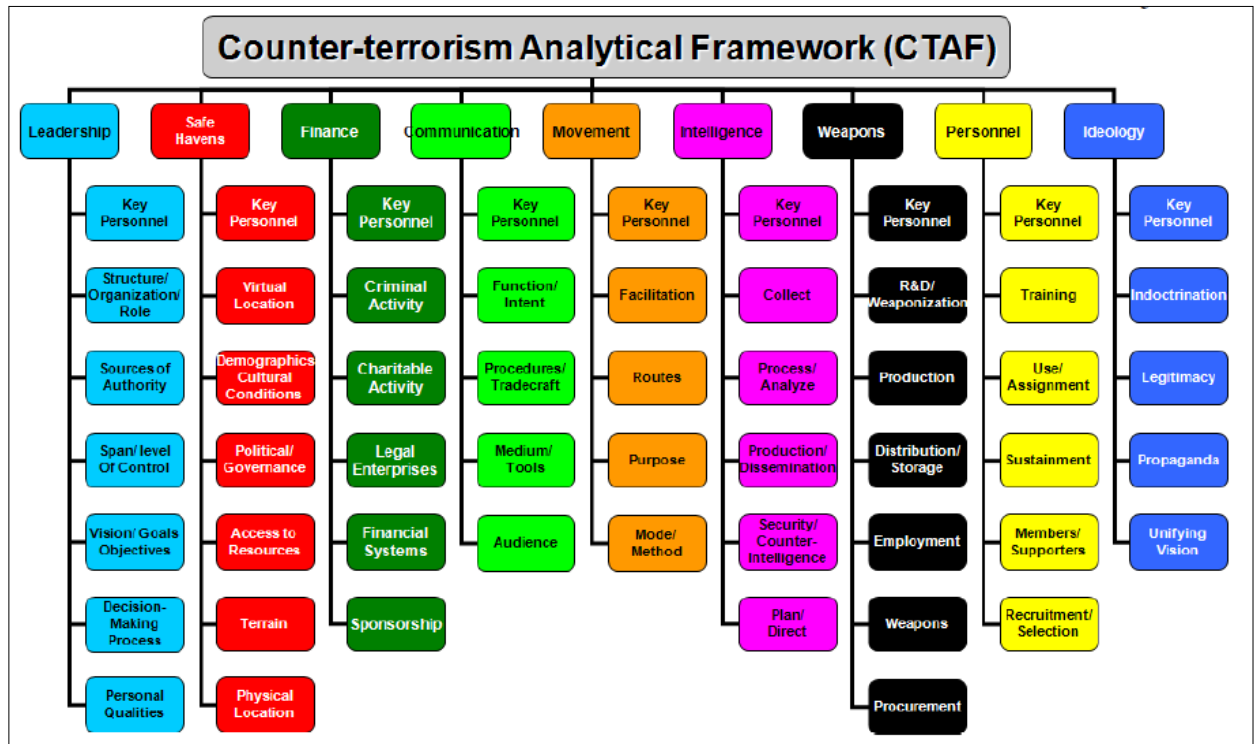 Counter-terrorism Analytical Framework (CTAF)
Leadership
Safe
Havens
Finance
Communication
Movement
Intelligence
Weapons
Personnel
Ideology
Key
Personnel
Key
Personnel
Key
Personnel
Key
Personnel
Key
Personnel
Key
Personnel
Key
Personnel
Key
Personnel
Key
Personnel
Structure/
Organization/
Role
Virtual
Location
Criminal
Activity
Function/
Intent
Facilitation
Collect
R&D/
Weaponization
Training
Indoctrination
Sources of
Authority
Demographics
Cultural
Conditions
Charitable
Activity
Procedures/
Tradecraft
Routes
Process/
Analyze
Production
Use/
Assignment
Legitimacy
Span/ level
Of Control
Political/
Governance
Legal
Enterprises
Medium/
Tools
Purpose
Production/
Dissemination
Distribution/
Storage
Sustainment
Propaganda
Vision/ Goals
Objectives
Access to
Resources
Financial
Systems
Audience
Mode/
Method
Security/
Counter-
intelligence
Employment
Members/
Supporters
Unifying
Vision
Decision-
Making
Process
Terrain
Sponsorship
Plan/
Direct
Weapons
Recruitment/
Selection
Personal
Qualities
Physical
Location
Procurement